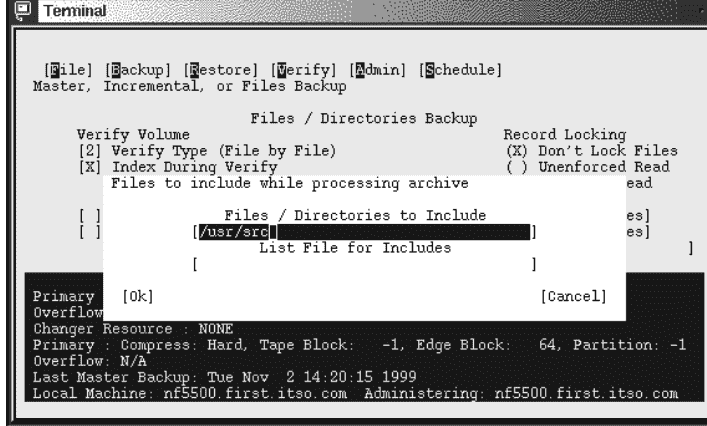 Terminal
[File] [Backup] [Restore] [Verify] [Admin] [Schedule]
Master, Incremental, or Files Backup
Files / Directories Backup
Verify Volume Record Locking
[2] Verify Type (File by File) (X) Don't Lock Files
[X] Index During Verify ( ) Unenforced Read
Files to include while processing archive ead
[ ] Files / Directories to Include es]
[ ] [/usr/src ] es]
List File for Includes ]
[ ]
Primary [Ok] [Cancel]
Overflow
Changer Resource : NONE
Primary : Compress: Hard, Tape Block: -1, Edge Block: 64, Partition: -1
Overflow: N/A
Last Master Backup: Tue Nov 2 14:20:15 1999
Local Machine: nf5500.first.itso.com Administering: nf5500.first.itso.com